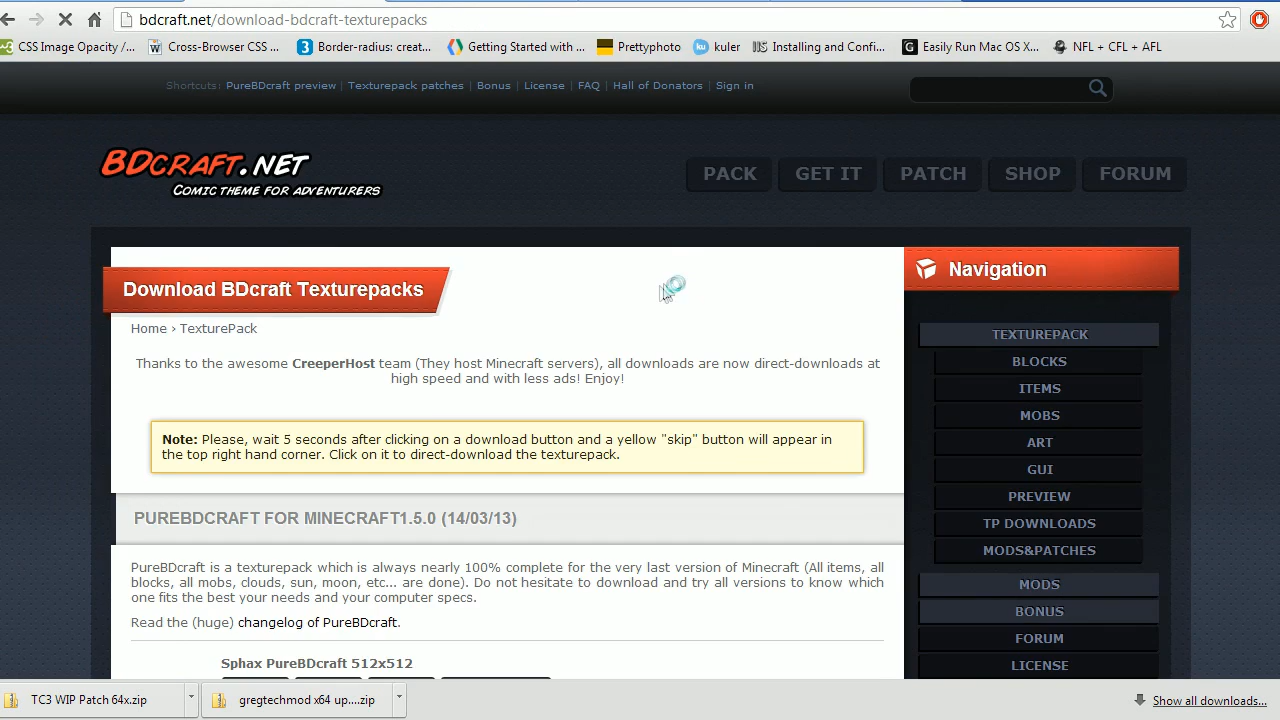 bdcraft.net/download-bdcraft-texturepacks
CSS Image Opacity /... Cross-Browser CSS ... Border-radius: creat... Getting Started with ... Prettyphoto kuler Installing and Confi... Easily Run Mac OS X... NFL + CFL + AFL
Shortcuts: PureBDcraft preview | Texturepack patches | Bonus | License | FAQ | Hall of Donators | Sign in
BDCRAFT.NET
COMIC THEME FOR ADVENTURERS
PACK GET IT PATCH SHOP FORUM
Download BDcraft Texturepacks
Home › TexturePack
Thanks to the awesome CreeperHost team (They host Minecraft servers), all downloads are now direct-downloads at
high speed and with less ads! Enjoy!
Note: Please, wait 5 seconds after clicking on a download button and a yellow "skip" button will appear in
the top right hand corner. Click on it to direct-download the texturepack.
PUREBDCRAFT FOR MINECRAFT1.5.0 (14/03/13)
PureBDcraft is a texturepack which is always nearly 100% complete for the very last version of Minecraft (All items, all
blocks, all mobs, clouds, sun, moon, etc... are done). Do not hesitate to download and try all versions to know which
one fits the best your needs and your computer specs.
Read the (huge) changelog of PureBDcraft.
Sphax PureBDcraft 512x512
Navigation
TEXTUREPACK
BLOCKS
ITEMS
MOBS
ART
GUI
PREVIEW
TP DOWNLOADS
MODS&PATCHES
MODS
BONUS
FORUM
LICENSE
TC3 WIP Patch 64x.zip gregtechmod x64 up....zip Show all downloads...